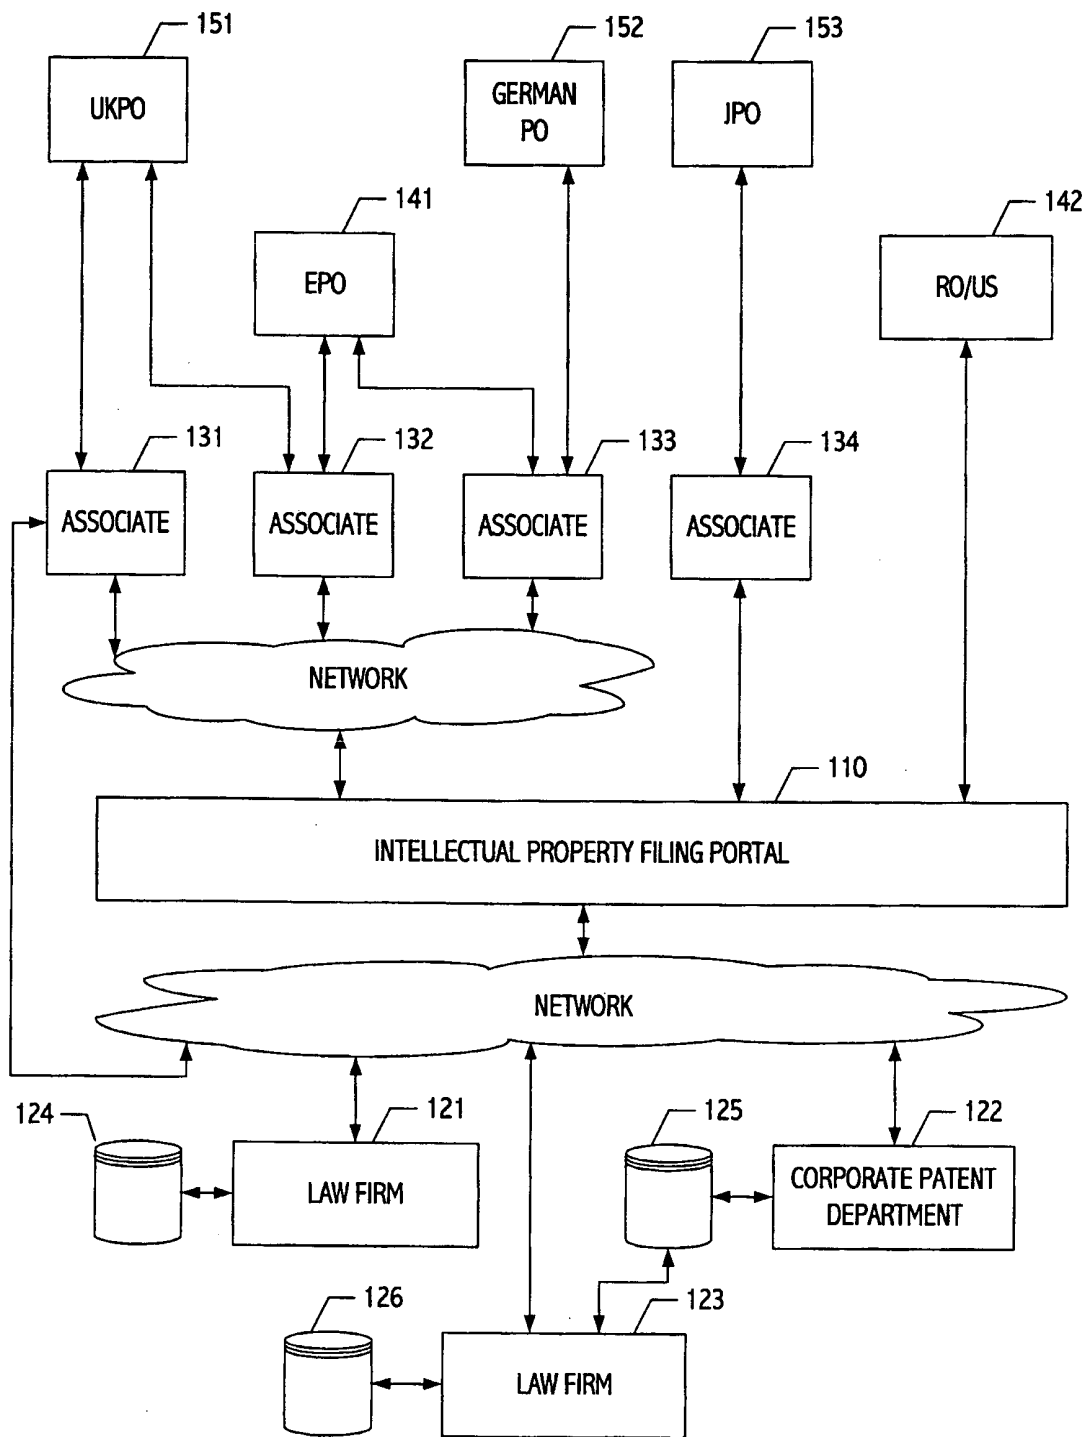 151
152
153
UKPO
GERMAN
PO
JPO
141
142
EPO
RO/US
131
132
133
134
ASSOCIATE
ASSOCIATE
ASSOCIATE
ASSOCIATE
NETWORK
110
INTELLECTUAL PROPERTY FILING PORTAL
NETWORK
124
121
125
122
LAW FIRM
CORPORATE PATENT
DEPARTMENT
126
123
LAW FIRM